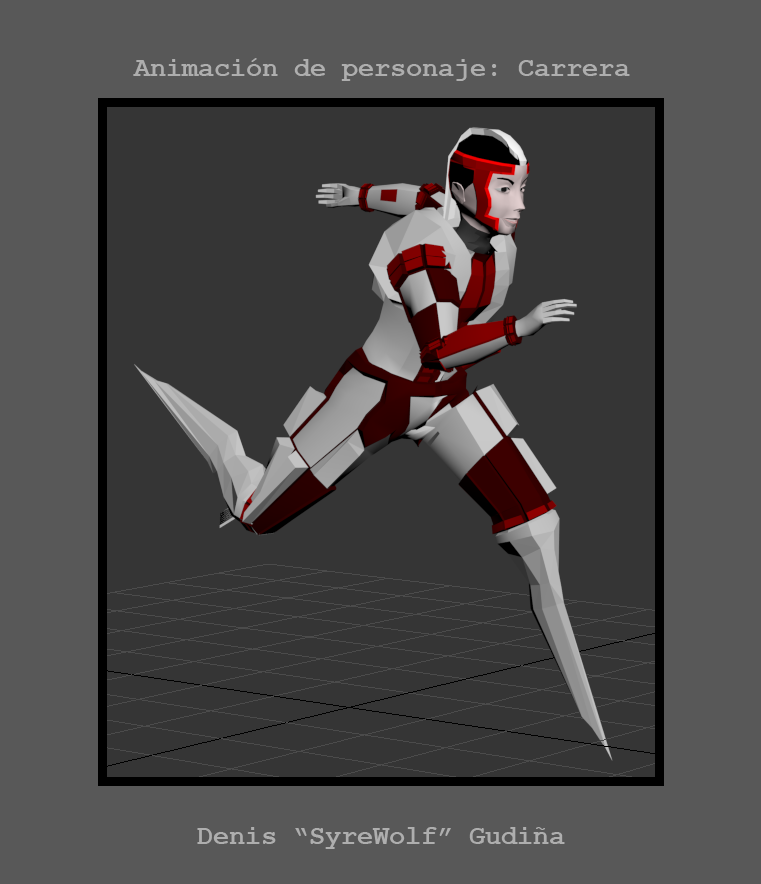 Animación de personaje: Carrera
Denis “SyreWolf” Gudiña